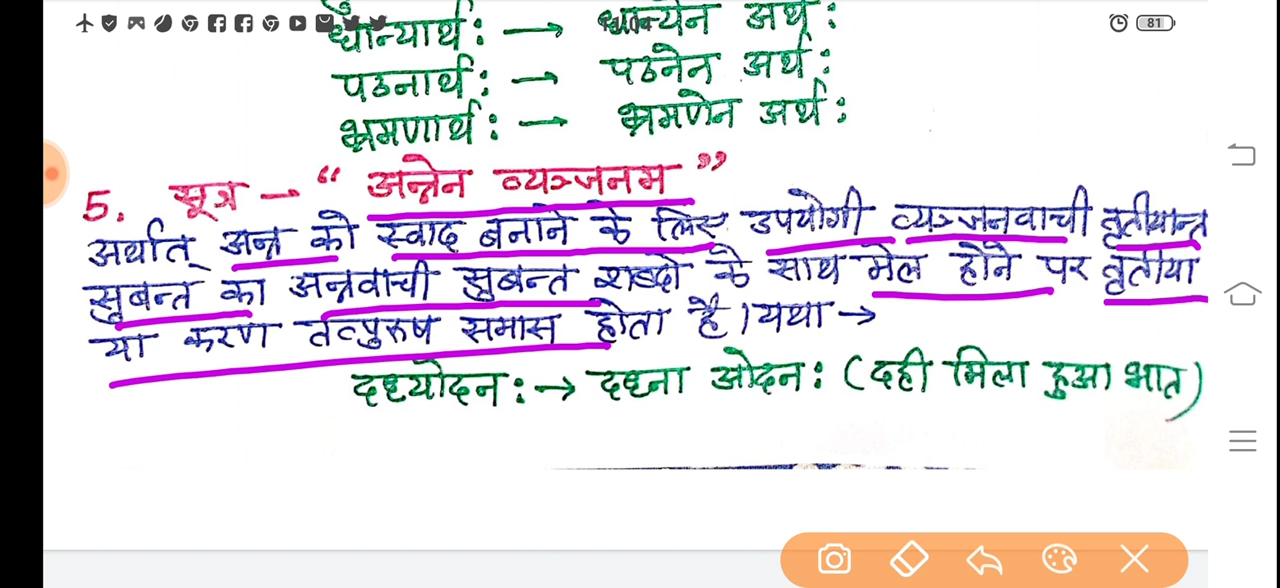 81
धान्यार्थ: → धान्येन अर्थ:
पठनार्थ: → पठनेन अर्थ:
भ्रमणार्थ: → भ्रमणेन अर्थ:
5. सूत्र → “ अन्नेन व्यञ्जनम ”
अर्थात् अन्न को स्वाद बनाने के लिए उपयोगी व्यञ्जनवाची तृतीयान्त
सुबन्त का अन्नवाची सुबन्त शब्दो के साथ मेल होने पर तृतीया
या करण तत्पुरूष समास होता है। यथा →
दध्योदन: → दध्ना ओदन: (दही मिला हुआ भात)